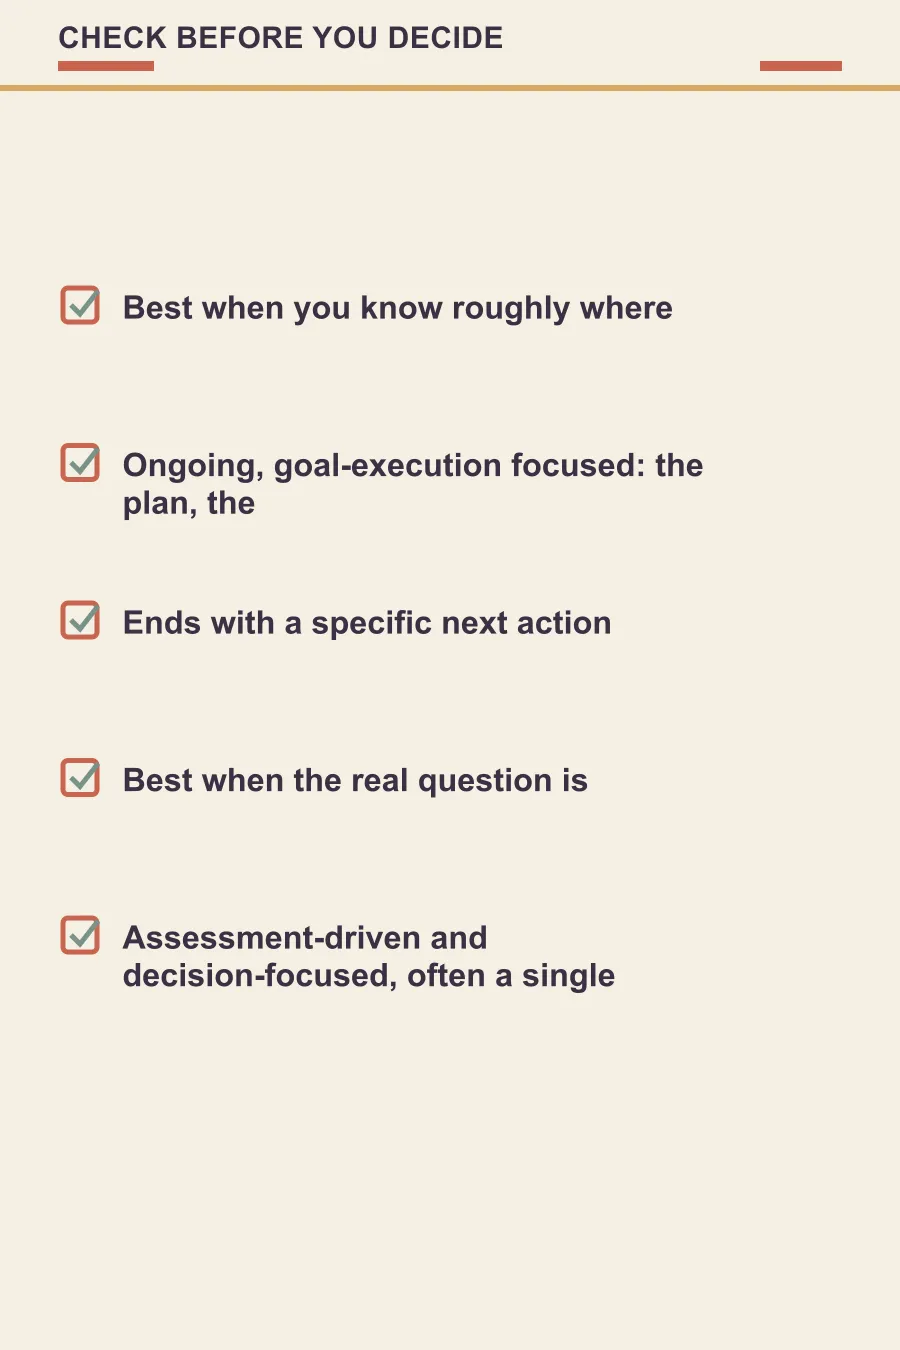 CHECK BEFORE YOU DECIDE
Best when you know roughly where
Ongoing, goal-execution focused: the
plan, the
Ends with a specific next action
Best when the real question is
Assessment-driven and
decision-focused, often a single